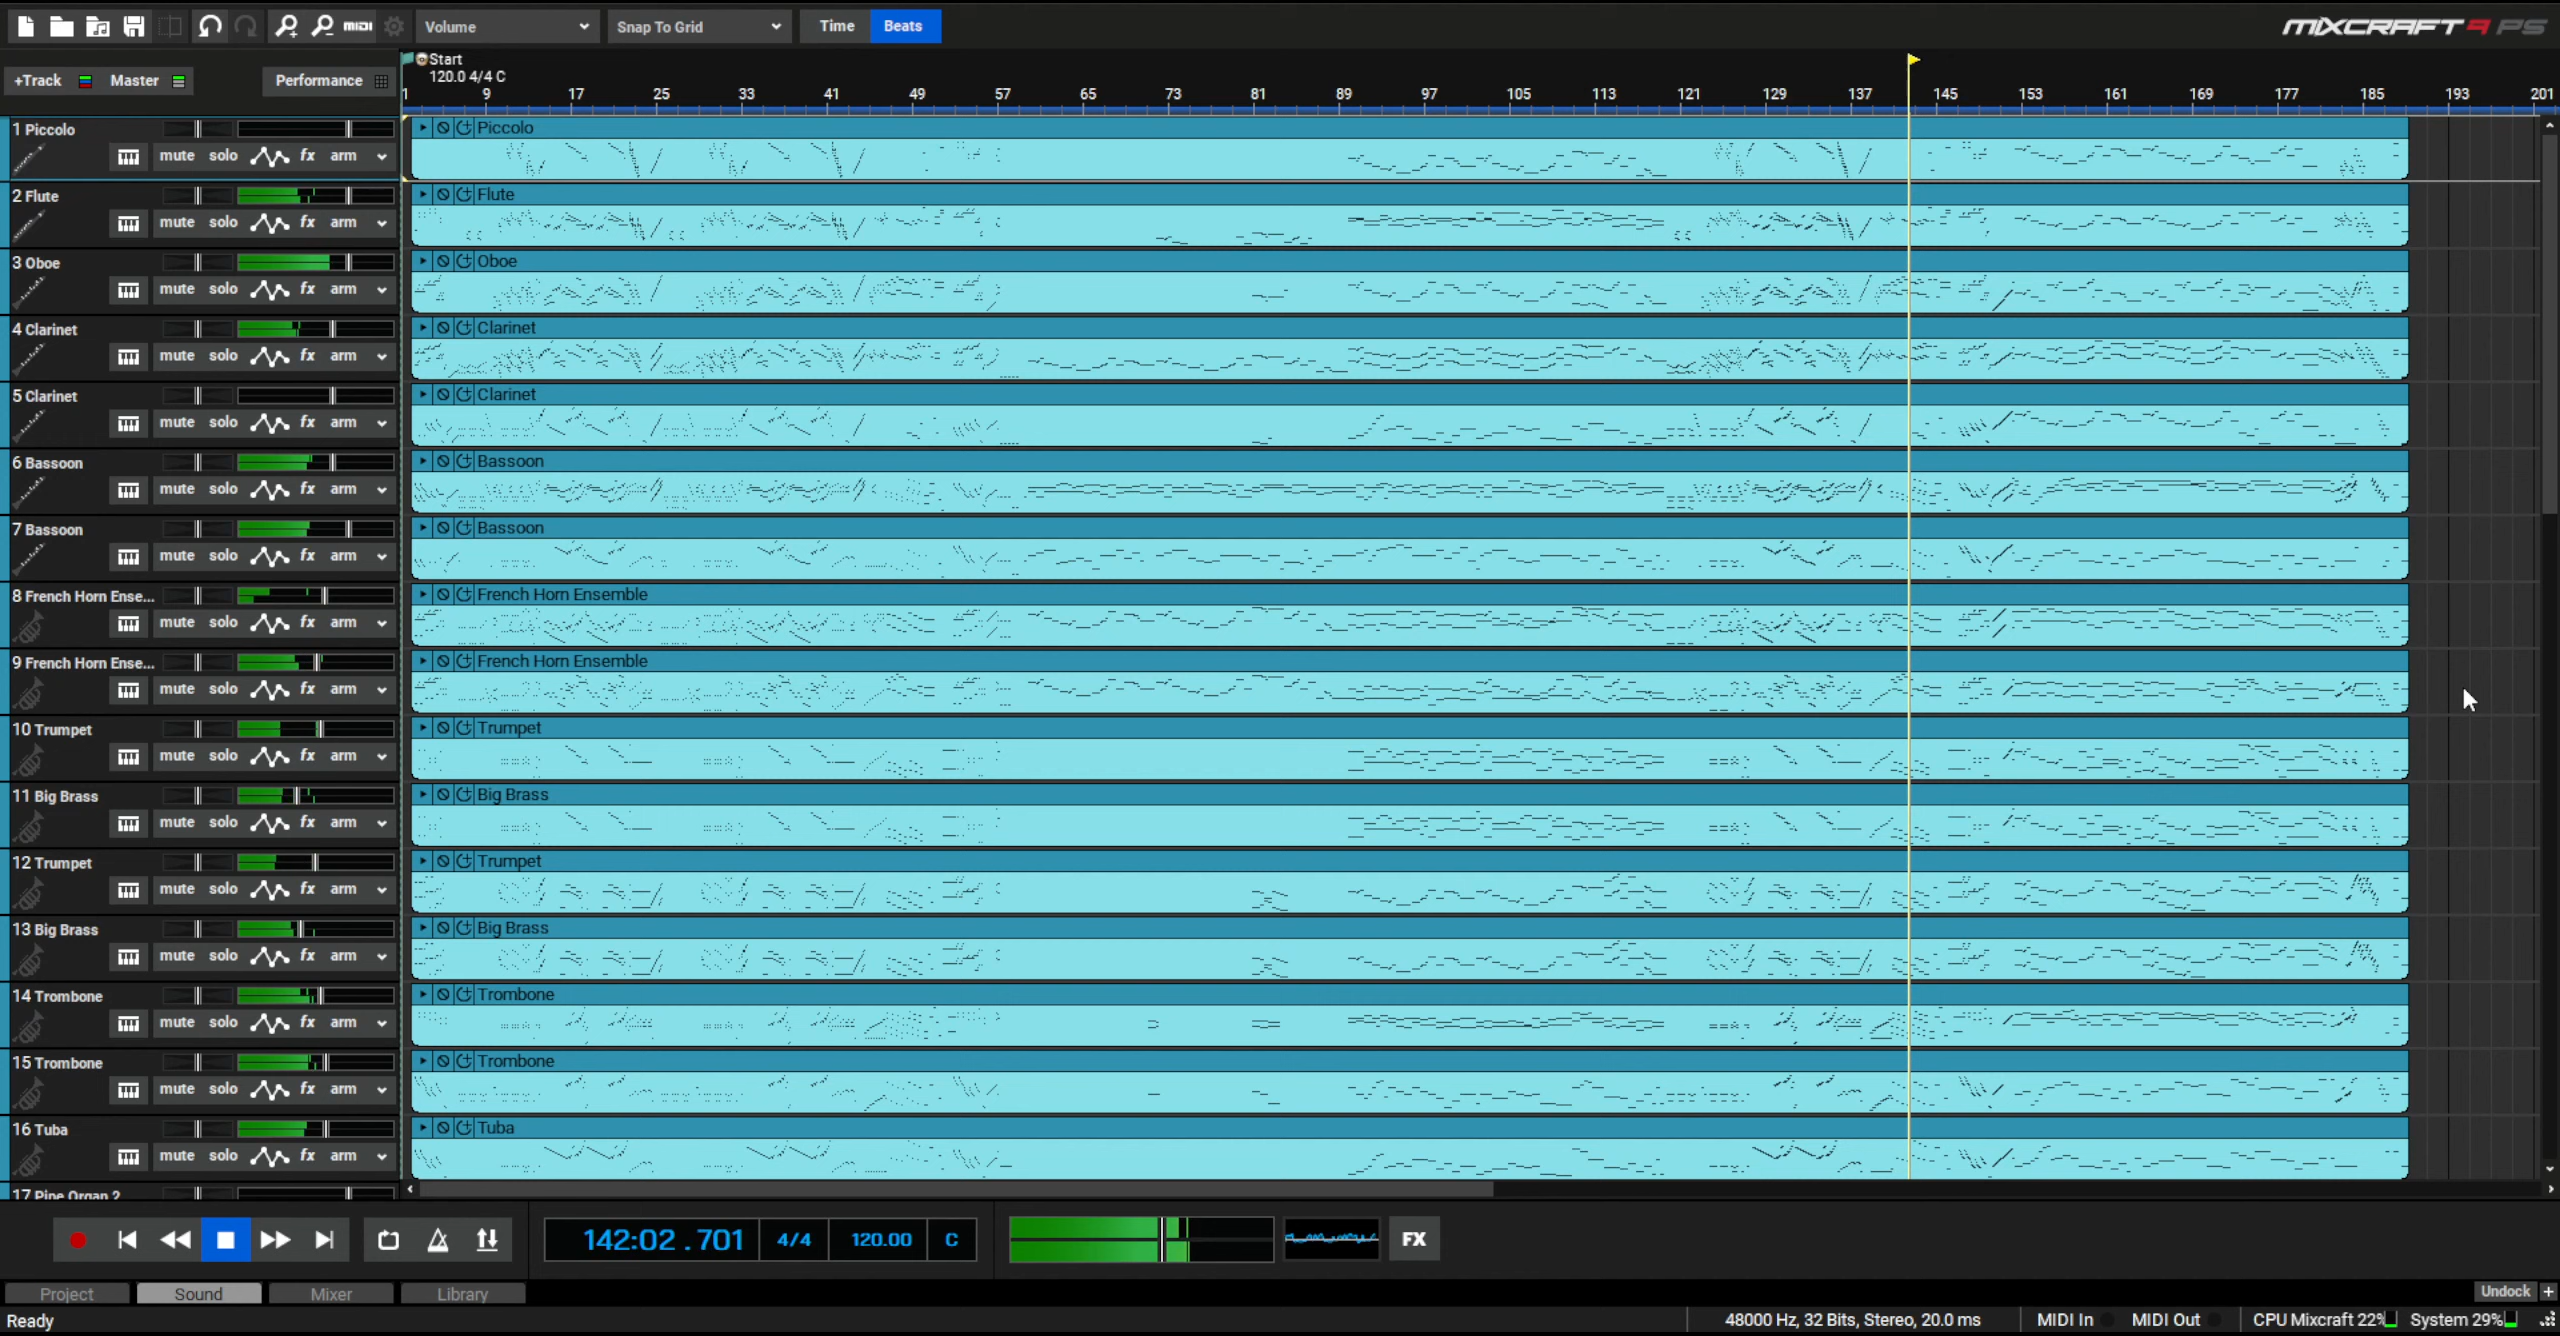 midi Volume Snap To Grid Time Beats MIXCRAFT 9 PS
Start
120.0 4/4 C
+Track Master Performance
1 9 17 25 33 41 49 57 65 73 81 89 97 105 113 121 129 137 145 153 161 169 177 185 193 201
1 Piccolo
mute solo fx arm
Piccolo
2 Flute
mute solo fx arm
Flute
3 Oboe
mute solo fx arm
Oboe
4 Clarinet
mute solo fx arm
Clarinet
5 Clarinet
mute solo fx arm
Clarinet
6 Bassoon
mute solo fx arm
Bassoon
7 Bassoon
mute solo fx arm
Bassoon
8 French Horn Ense...
mute solo fx arm
French Horn Ensemble
9 French Horn Ense...
mute solo fx arm
French Horn Ensemble
10 Trumpet
mute solo fx arm
Trumpet
11 Big Brass
mute solo fx arm
Big Brass
12 Trumpet
mute solo fx arm
Trumpet
13 Big Brass
mute solo fx arm
Big Brass
14 Trombone
mute solo fx arm
Trombone
15 Trombone
mute solo fx arm
Trombone
16 Tuba
mute solo fx arm
Tuba
17 Pipe Organ 2
142:02 . 701 4/4 120.00 C FX
Project Sound Mixer Library Undock +
Ready 48000 Hz, 32 Bits, Stereo, 20.0 ms MIDI In MIDI Out CPU Mixcraft 22% System 29%